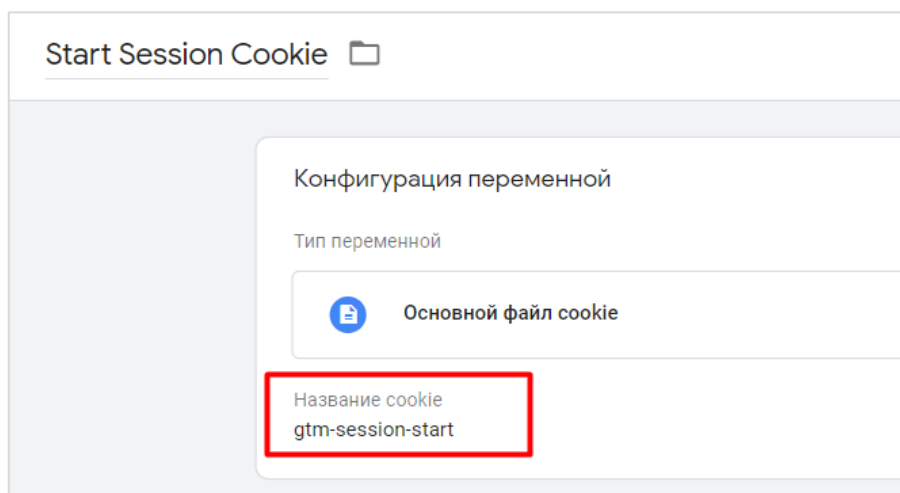 Start Session Cookie
Конфигурация переменной
Тип переменной
Основной файл cookie
Название cookie
gtm-session-start